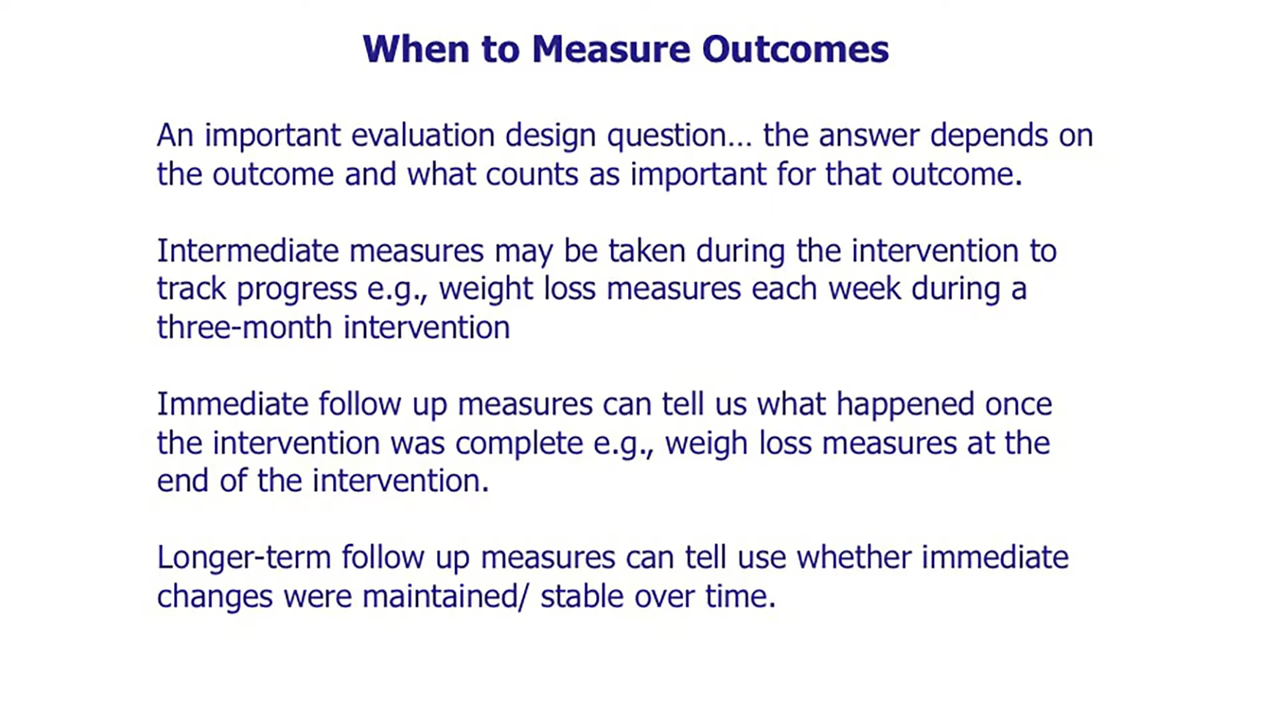 When to Measure Outcomes
An important evaluation design question... the answer depends on
the outcome and what counts as important for that outcome.
Intermediate measures may be taken during the intervention to
track progress e.g., weight loss measures each week during a
three-month intervention
Immediate follow up measures can tell us what happened once
the intervention was complete e.g., weigh loss measures at the
end of the intervention.
Longer-term follow up measures can tell use whether immediate
changes were maintained/ stable over time.